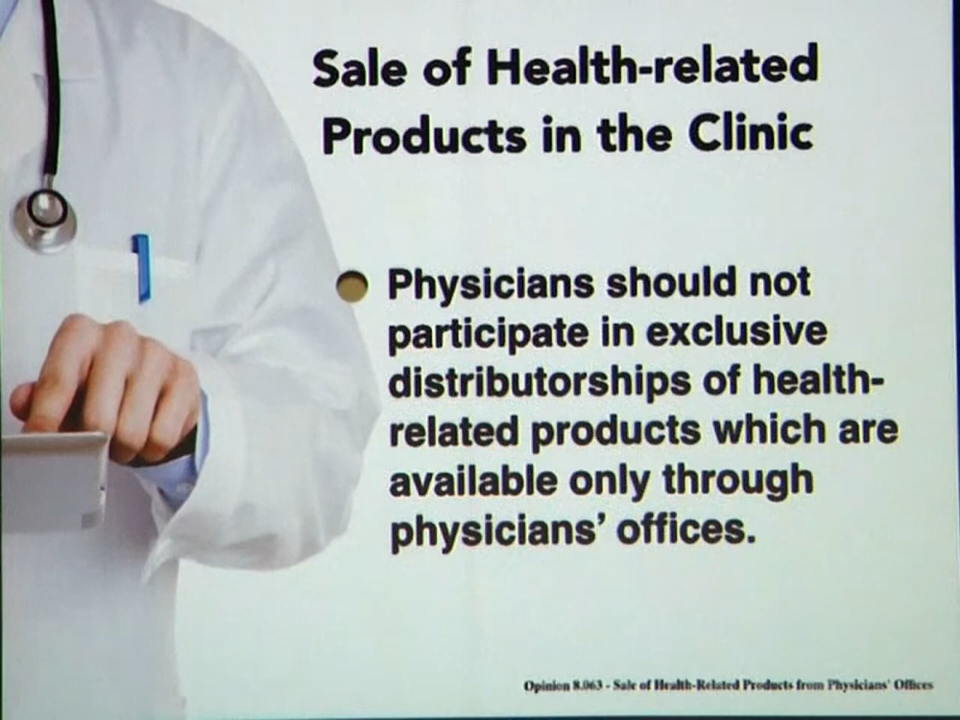 Sale of Health-related
Products in the Clinic
Physicians should not
participate in exclusive
distributorships of health-
related products which are
available only through
physicians' offices.
Opinion 8.063 - Sale of Health-Related Products from Physicians' Offices